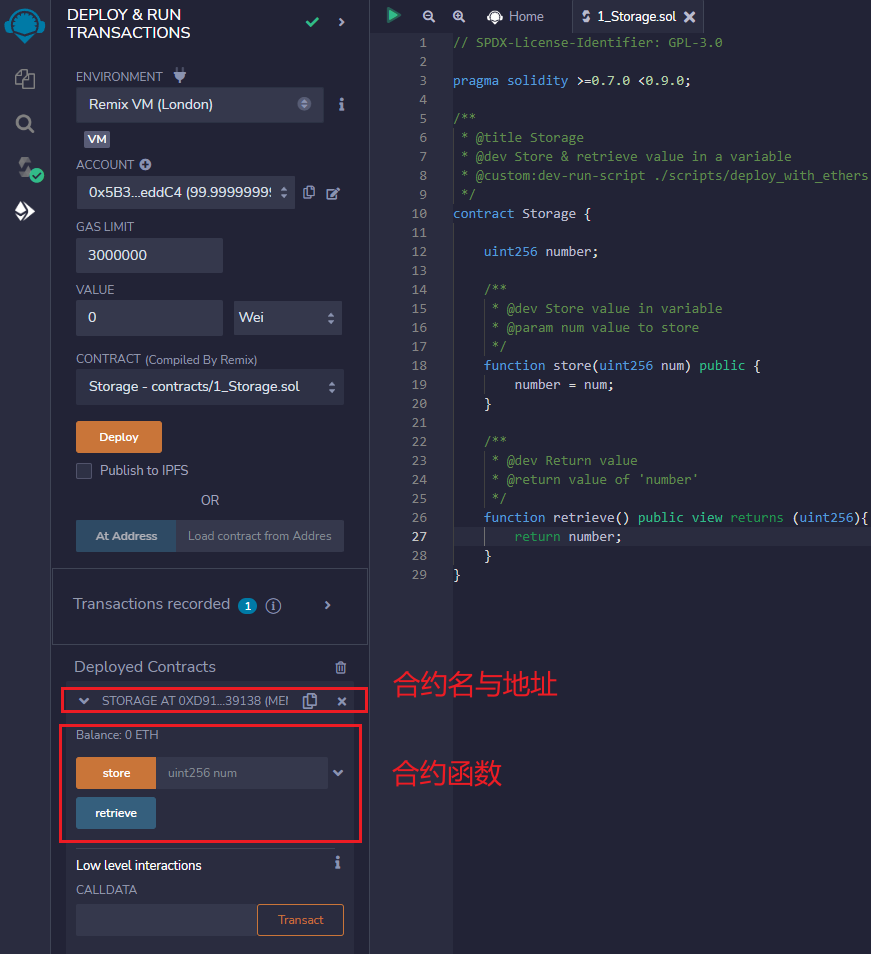 DEPLOY & RUN
TRANSACTIONS
ENVIRONMENT
Remix VM (London)
VM
ACCOUNT
0x5B3...eddC4 (99.99999999
GAS LIMIT
3000000
VALUE
0
Wei
CONTRACT (Compiled By Remix)
Storage - contracts/1_Storage.sol
Deploy
Publish to IPFS
OR
At Address
Load contract from Addres
Transactions recorded 1
Deployed Contracts
STORAGE AT 0XD91...39138 (MEI
Balance: 0 ETH
store
uint256 num
retrieve
Low level interactions
CALLDATA
Transact
Home
1_Storage.sol
1 // SPDX-License-Identifier: GPL-3.0
2
3 pragma solidity >=0.7.0 <0.9.0;
4
5 /**
6 * @title Storage
7 * @dev Store & retrieve value in a variable
8 * @custom:dev-run-script ./scripts/deploy_with_ethers
9 */
10 contract Storage {
11
12 uint256 number;
13
14 /**
15 * @dev Store value in variable
16 * @param num value to store
17 */
18 function store(uint256 num) public {
19 number = num;
20 }
21
22 /**
23 * @dev Return value
24 * @return value of 'number'
25 */
26 function retrieve() public view returns (uint256){
27 return number;
28 }
29 }
合约名与地址
合约函数